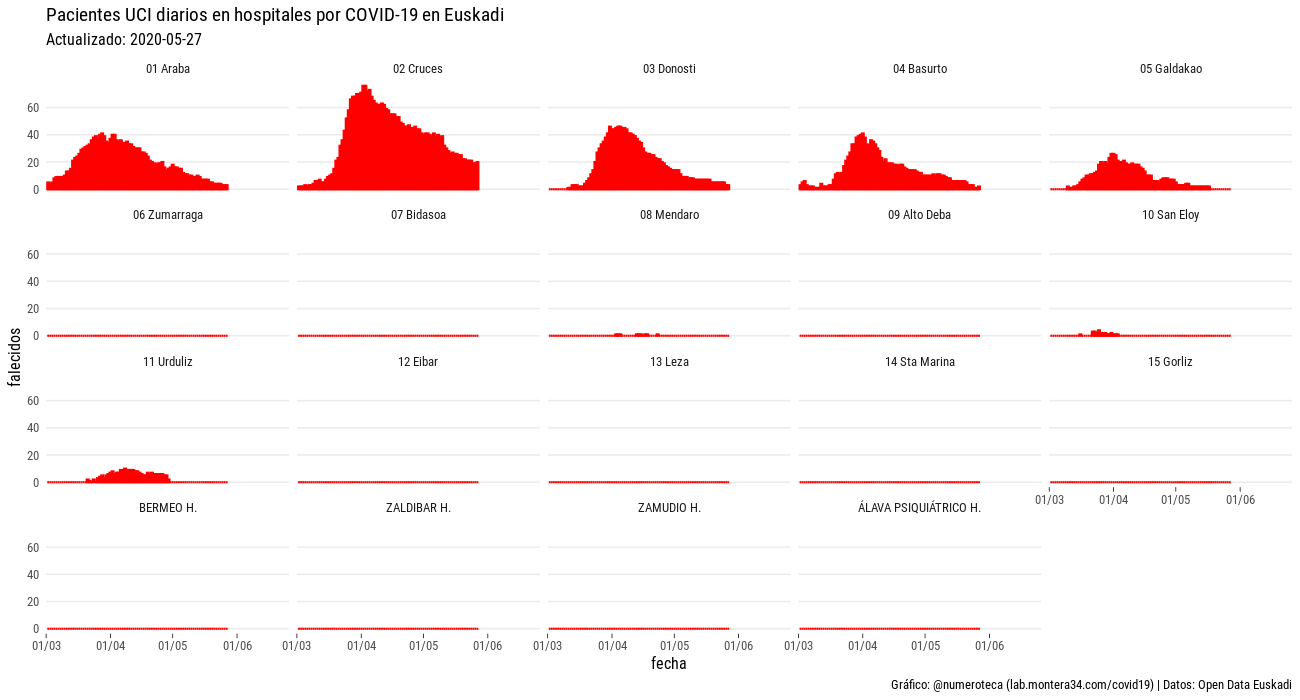 Pacientes UCI diarios en hospitales por COVID-19 en Euskadi
Actualizado: 2020-05-27
01 Araba 02 Cruces 03 Donosti 04 Basurto 05 Galdakao
60
40
20
0
06 Zumarraga 07 Bidasoa 08 Mendaro 09 Alto Deba 10 San Eloy
60
40
20
0
falecidos
11 Urduliz 12 Eibar 13 Leza 14 Sta Marina 15 Gorliz
60
40
20
0
01/03 01/04 01/05 01/06
BERMEO H. ZALDIBAR H. ZAMUDIO H. ÁLAVA PSIQUIÁTRICO H.
60
40
20
0
01/03 01/04 01/05 01/06 01/03 01/04 01/05 01/06 01/03 01/04 01/05 01/06 01/03 01/04 01/05 01/06
fecha
Gráfico: @numeroteca (lab.montera34.com/covid19) | Datos: Open Data Euskadi